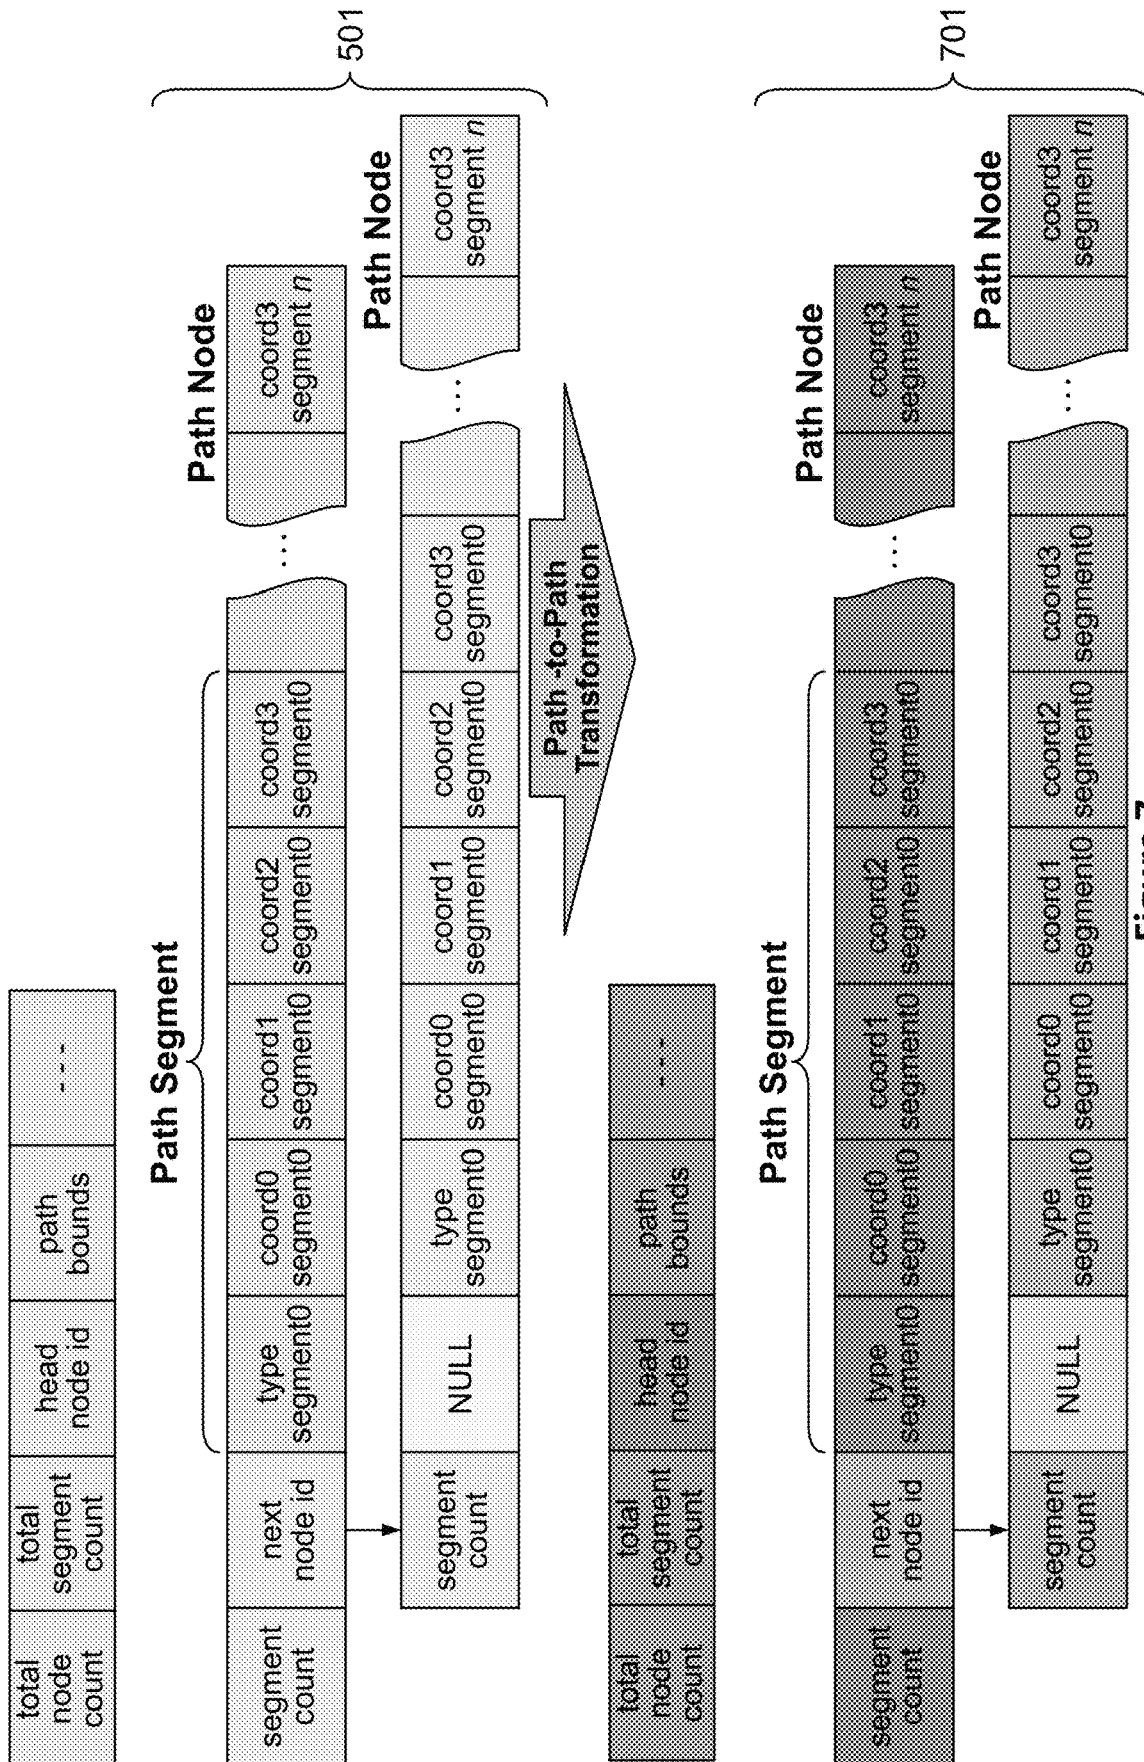 total node count
total segment count
head node id
path bounds
---
Path Segment
Path Node
segment count
next node id
type segment0
coord0 segment0
coord1 segment0
coord2 segment0
coord3 segment0
....
coord3 segment n
501
Path Node
segment count
NULL
type segment0
coord0 segment0
coord1 segment0
coord2 segment0
coord3 segment0
...
coord3 segment n
Path -to-Path
Transformation
total node count
total segment count
head node id
path bounds
---
Path Segment
Path Node
segment count
next node id
type segment0
coord0 segment0
coord1 segment0
coord2 segment0
coord3 segment0
....
coord3 segment n
701
Path Node
segment count
NULL
type segment0
coord0 segment0
coord1 segment0
coord2 segment0
coord3 segment0
...
coord3 segment n
Figure 7